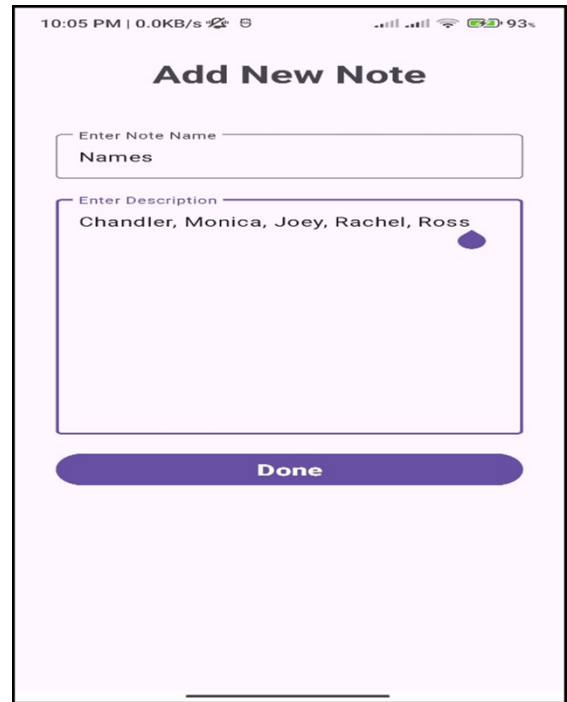 10:05 PM | 0.0KB/s 93%
Add New Note
Enter Note Name
Names
Enter Description
Chandler, Monica, Joey, Rachel, Ross
Done